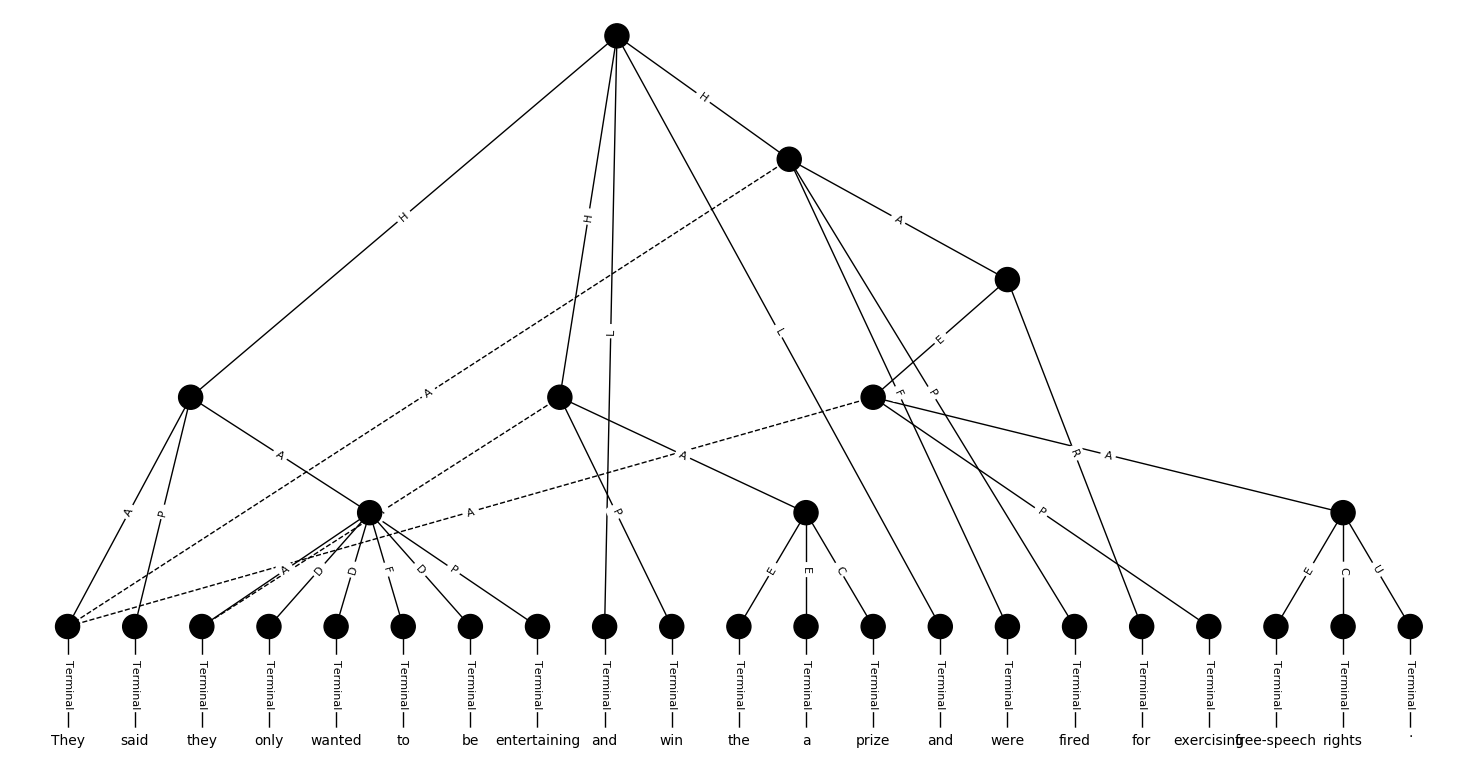 H
H
A
H
H
L
L
E
A
F
P
A
A
A
R
A
A
P
A
P
P
A
D
D
F
D
P
E
E
C
E
C
U
Terminal Terminal Terminal Terminal Terminal Terminal Terminal Terminal Terminal Terminal Terminal Terminal Terminal Terminal Terminal Terminal Terminal Terminal Terminal Terminal Terminal
They said they only wanted to be entertaining and win the a prize and were fired for exercising free-speech rights .